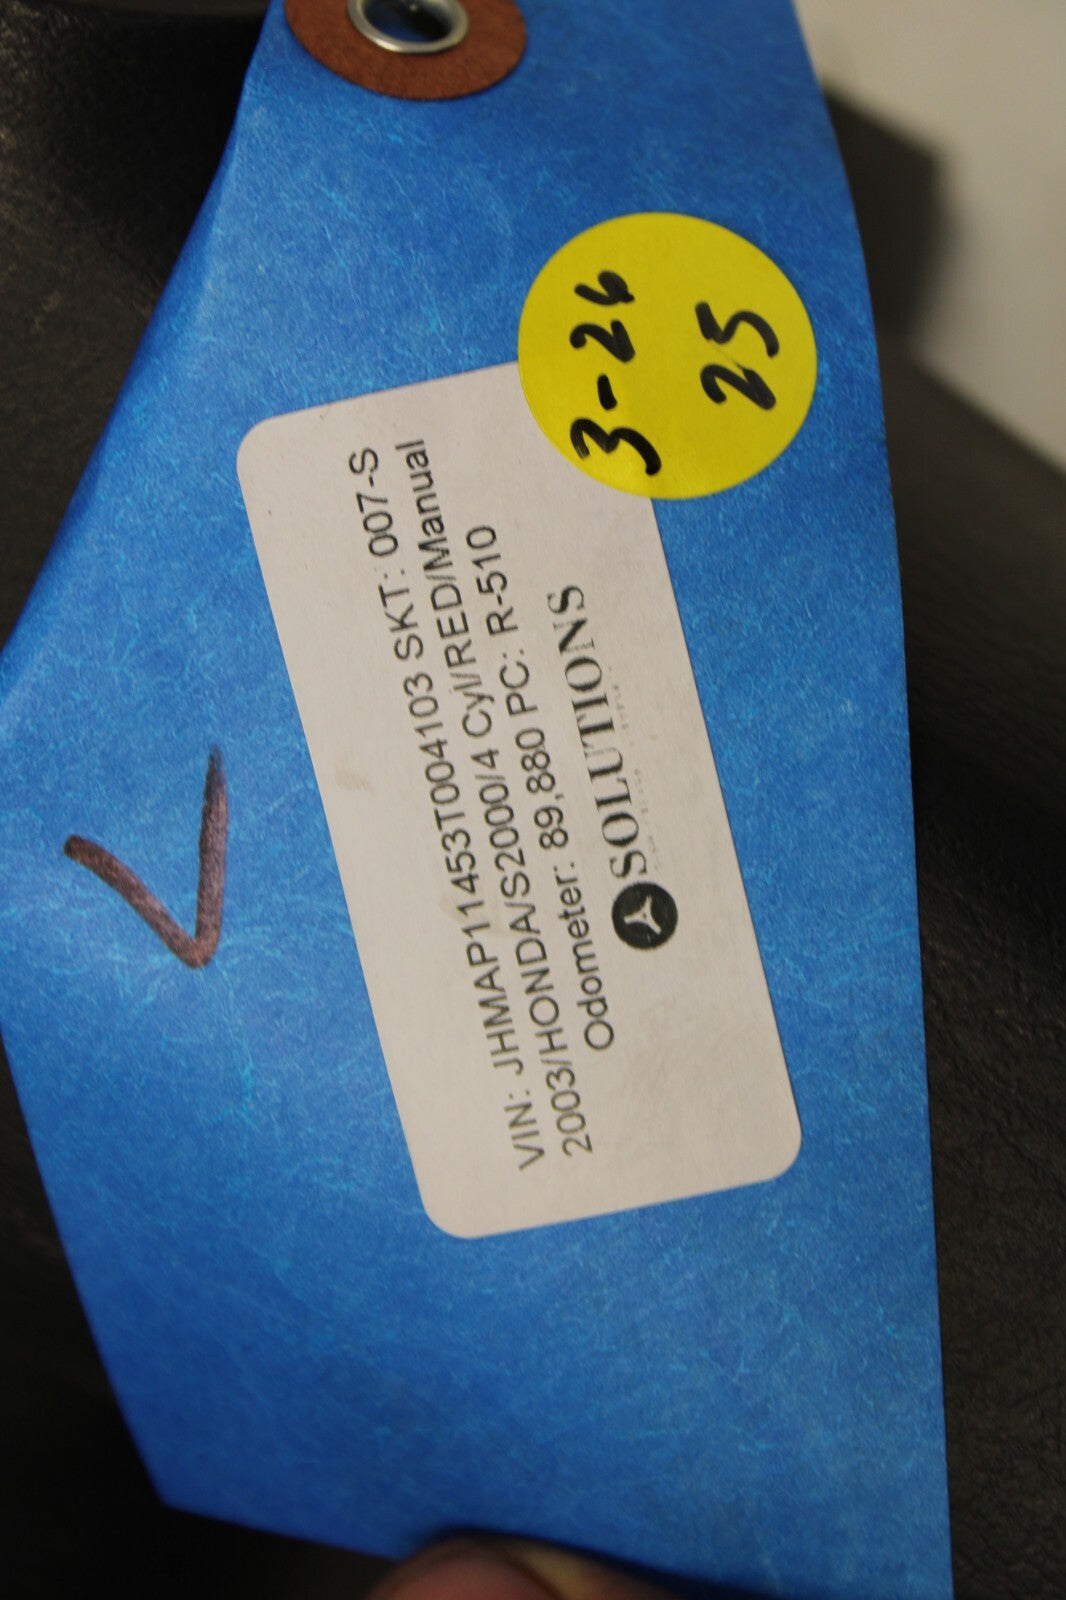 3-26
25
VIN: JHMAP11453T004103 SKT: 007-S
2003/HONDA/S2000/4 Cyl/RED/Manual
Odometer: 89,880 PC: R-510
SOLUTIONS
L